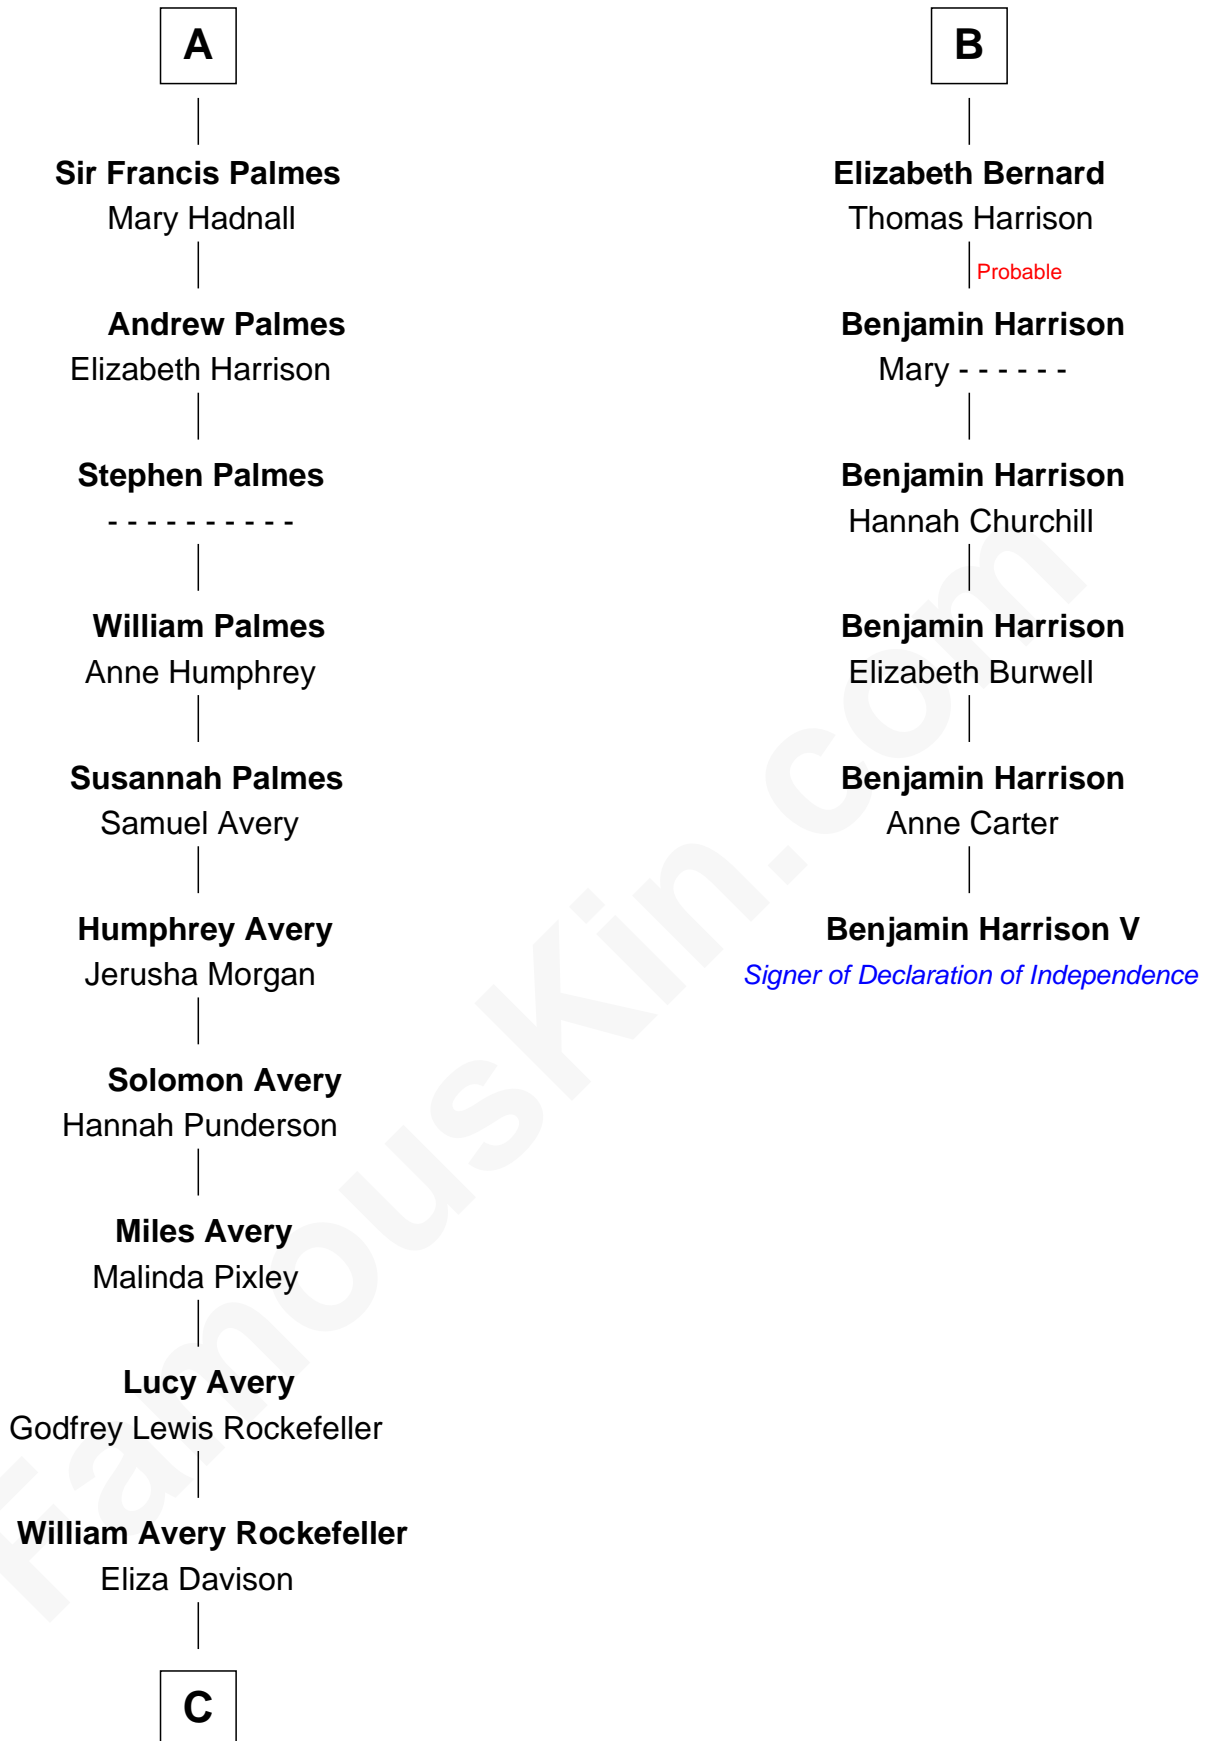 A
Sir Francis Palmes
Mary Hadnall
Andrew Palmes
Elizabeth Harrison
Stephen Palmes
- - - - - - - - - -
William Palmes
Anne Humphrey
Susannah Palmes
Samuel Avery
Humphrey Avery
Jerusha Morgan
Solomon Avery
Hannah Punderson
Miles Avery
Malinda Pixley
Lucy Avery
Godfrey Lewis Rockefeller
William Avery Rockefeller
Eliza Davison
C
B
Elizabeth Bernard
Thomas Harrison
Probable
Benjamin Harrison
Mary - - - - - -
Benjamin Harrison
Hannah Churchill
Benjamin Harrison
Elizabeth Burwell
Benjamin Harrison
Anne Carter
Benjamin Harrison V
Signer of Declaration of Independence
FamousKin.com